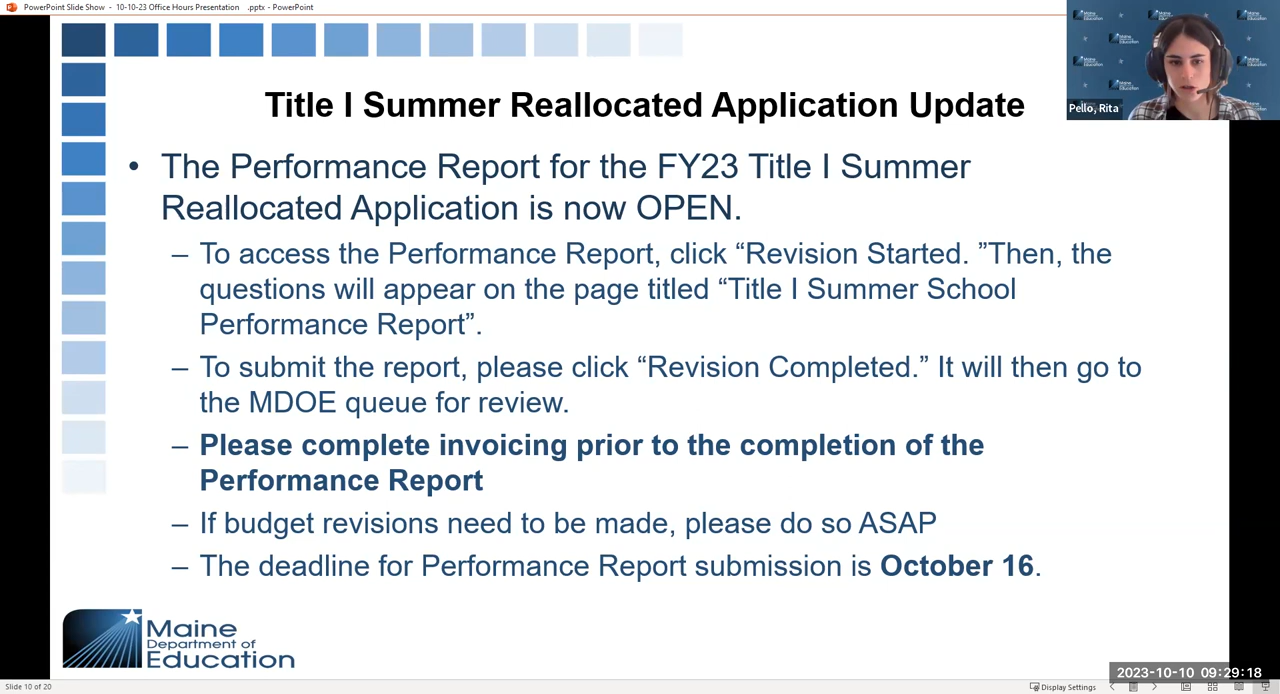 PowerPoint Slide Show - 10-10-23 Office Hours Presentation .pptx - PowerPoint
Title I Summer Reallocated Application Update
Pello, Rita
• The Performance Report for the FY23 Title I Summer
Reallocated Application is now OPEN.
– To access the Performance Report, click “Revision Started. ”Then, the
questions will appear on the page titled “Title I Summer School
Performance Report”.
– To submit the report, please click “Revision Completed.” It will then go to
the MDOE queue for review.
– Please complete invoicing prior to the completion of the
Performance Report
– If budget revisions need to be made, please do so ASAP
– The deadline for Performance Report submission is October 16.
Maine
Department of
Education
2023-10-10 09:29:18
Slide 10 of 20
Display Settings